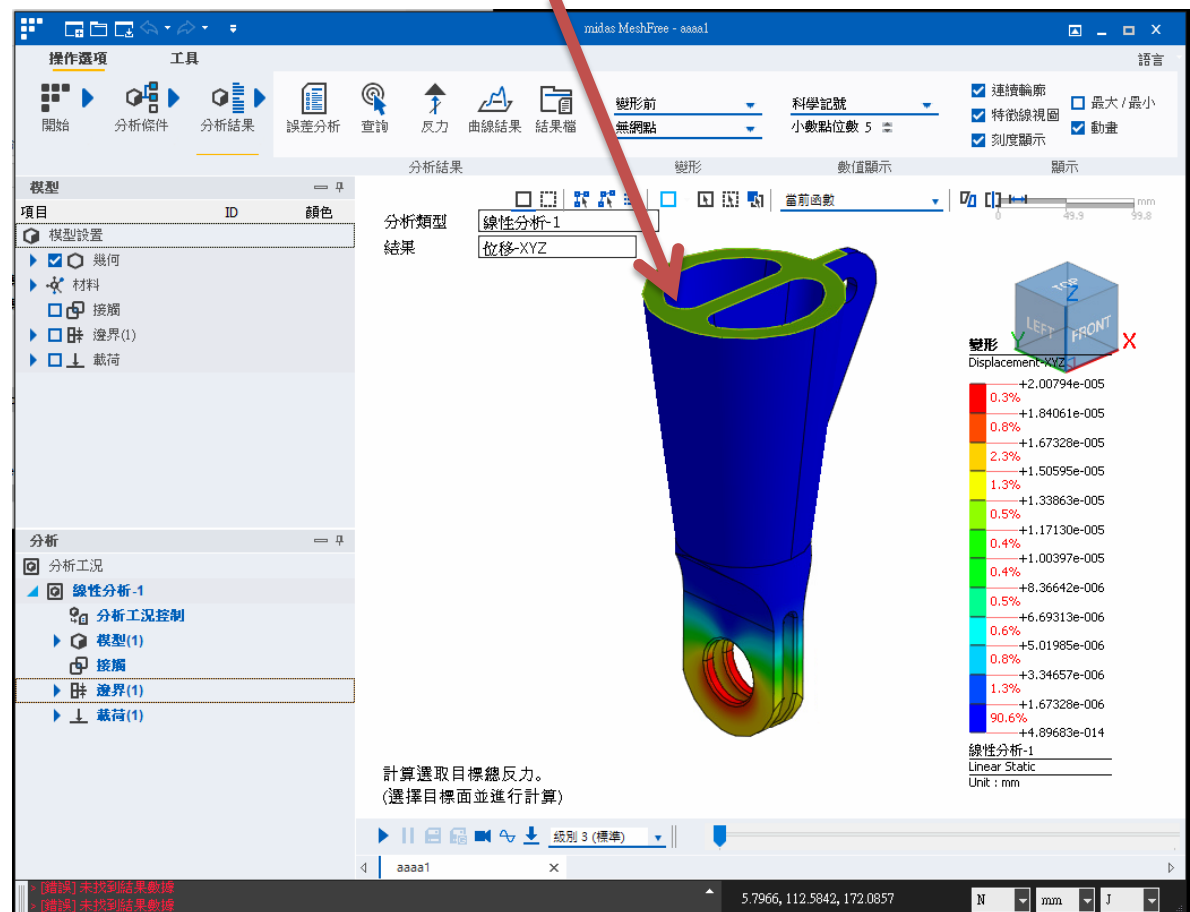 midas MeshFree - aaaa1
操作選項 工具 語言
開始 分析條件 分析結果 誤差分析 查詢 反力 曲線結果 結果檔
變形前 科學記號
無網點 小數點位數 5
連續輪廓
特徵線視圖
刻度顯示
最大/最小
動畫
分析結果 變形 數值顯示 顯示
模型
項目 ID 顏色
模型設置
幾何
材料
接觸
邊界(1)
載荷
當前函數
0 49.9 99.8 mm
分析類型 線性分析-1
結果 位移-XYZ
TOP
Z
LEFT FRONT
Y X
變形
Displacement-XYZ
+2.00794e-005
0.3%
+1.84061e-005
0.8%
+1.67328e-005
2.3%
+1.50595e-005
1.3%
+1.33863e-005
0.5%
+1.17130e-005
0.4%
+1.00397e-005
0.4%
+8.36642e-006
0.5%
+6.69313e-006
0.6%
+5.01985e-006
0.8%
+3.34657e-006
1.3%
+1.67328e-006
90.6%
+4.89683e-014
線性分析-1
Linear Static
Unit : mm
分析
分析工況
線性分析-1
分析工況控制
模型(1)
接觸
邊界(1)
載荷(1)
計算選取目標總反力。
(選擇目標面並進行計算)
級別 3 (標準)
aaaa1
> [錯誤] 未找到結果數據
> [錯誤] 未找到結果數據
5.7966, 112.5842, 172.0857
N mm J